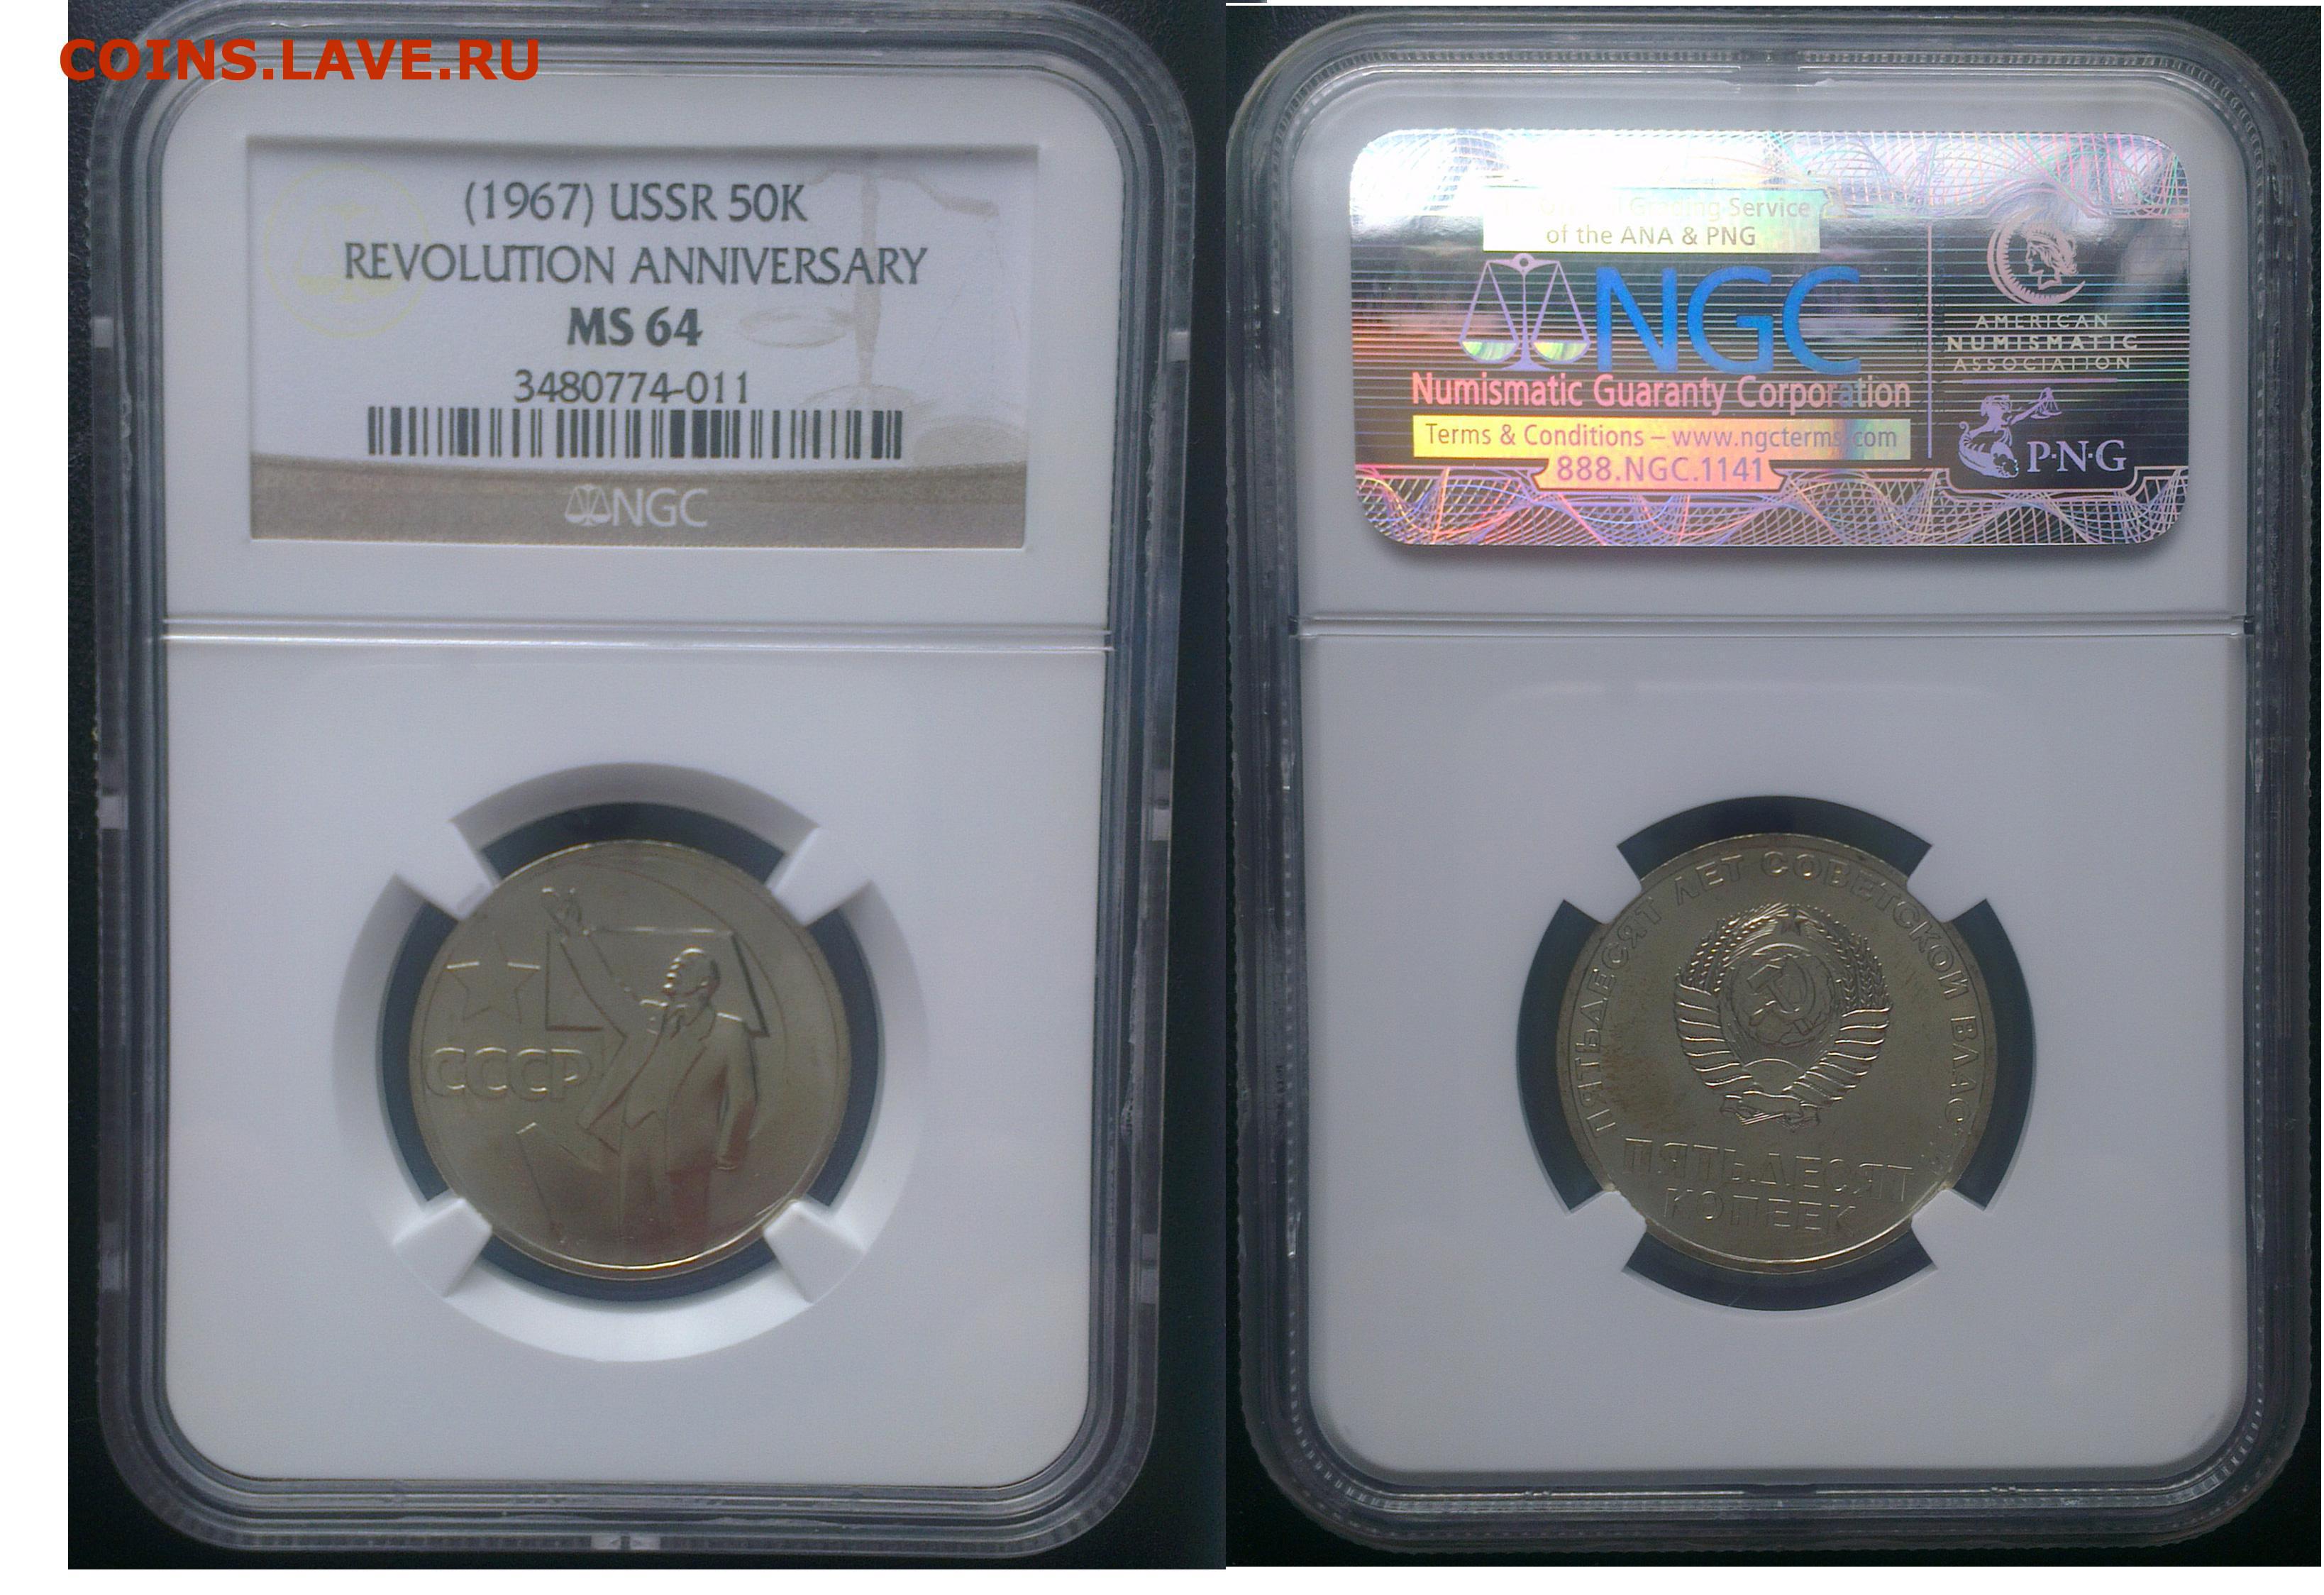 COINS.LAVE.RU
(1967) USSR 50K
REVOLUTION ANNIVERSARY
MS 64
3480774-011
NGC
СССР
Grading Service
of the ANA & PNG
NGC
Numismatic Guaranty Corporation
Terms & Conditions – www.ngcterms.com
888.NGC.1141
AMERICAN
NUMISMATIC
ASSOCIATION
P·N·G
ПЯТЬДЕСЯТ ЛЕТ СОВЕТСКОЙ ВЛАСТИ
ПЯТЬДЕСЯТ
КОПЕЕК